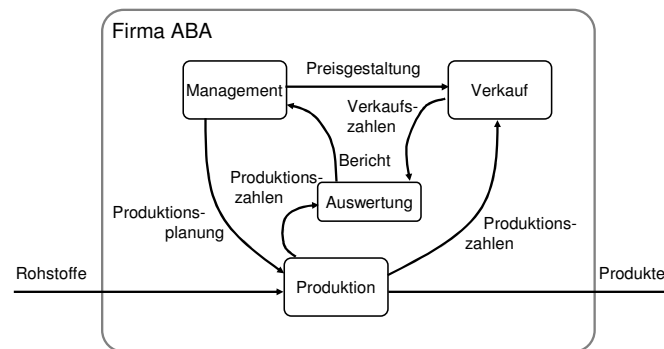 Firma ABA
Preisgestaltung
Management
Verkauf
Verkaufs-
zahlen
Bericht
Produktions-
zahlen
Auswertung
Produktions-
planung
Produktions-
zahlen
Rohstoffe
Produktion
Produkte